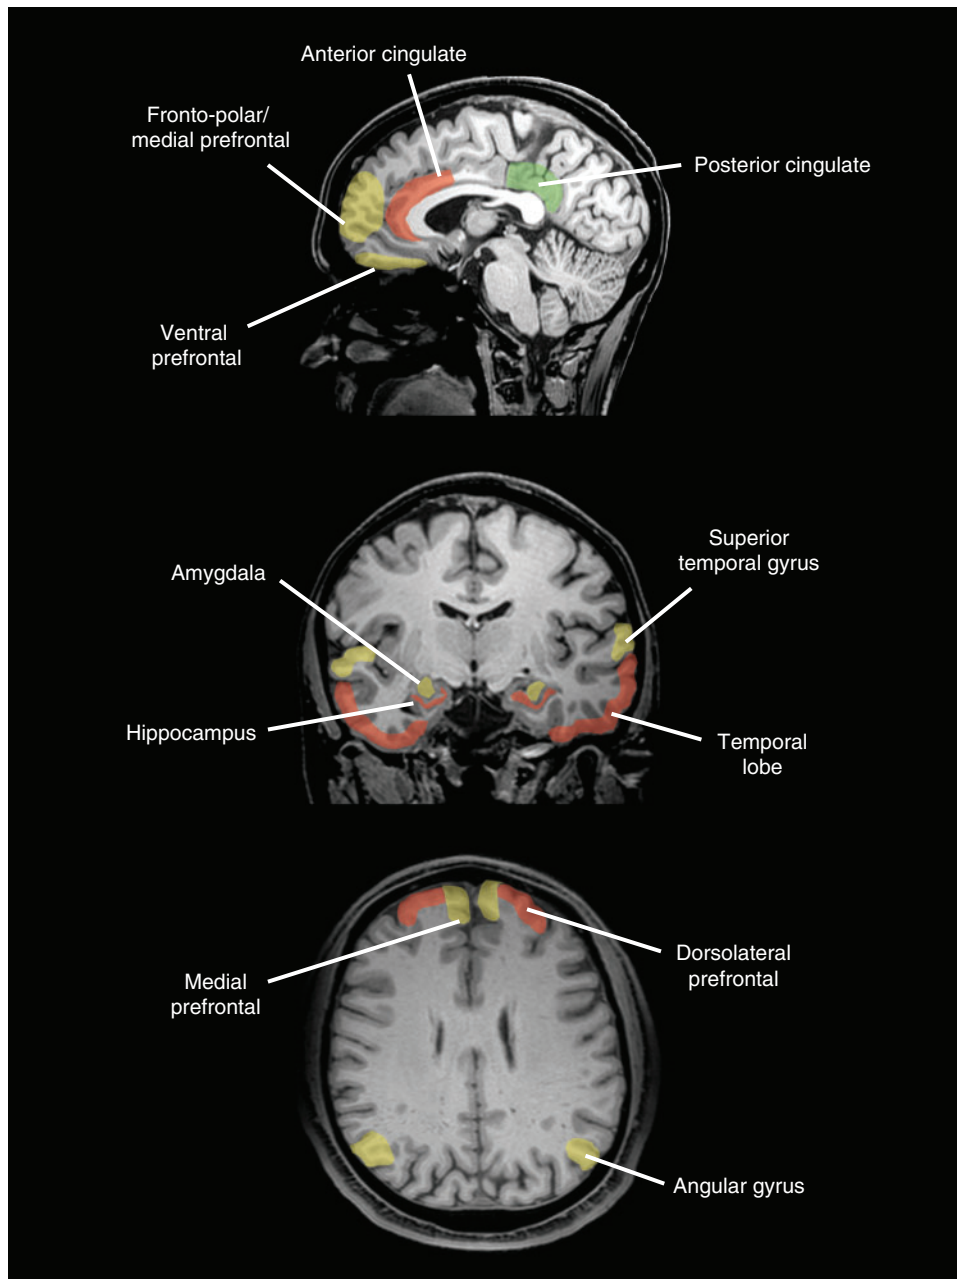 Anterior cingulate
Fronto-polar/
medial prefrontal
Posterior cingulate
Ventral
prefrontal
Superior
temporal gyrus
Amygdala
Hippocampus
Temporal
lobe
Dorsolateral
prefrontal
Medial
prefrontal
Angular gyrus